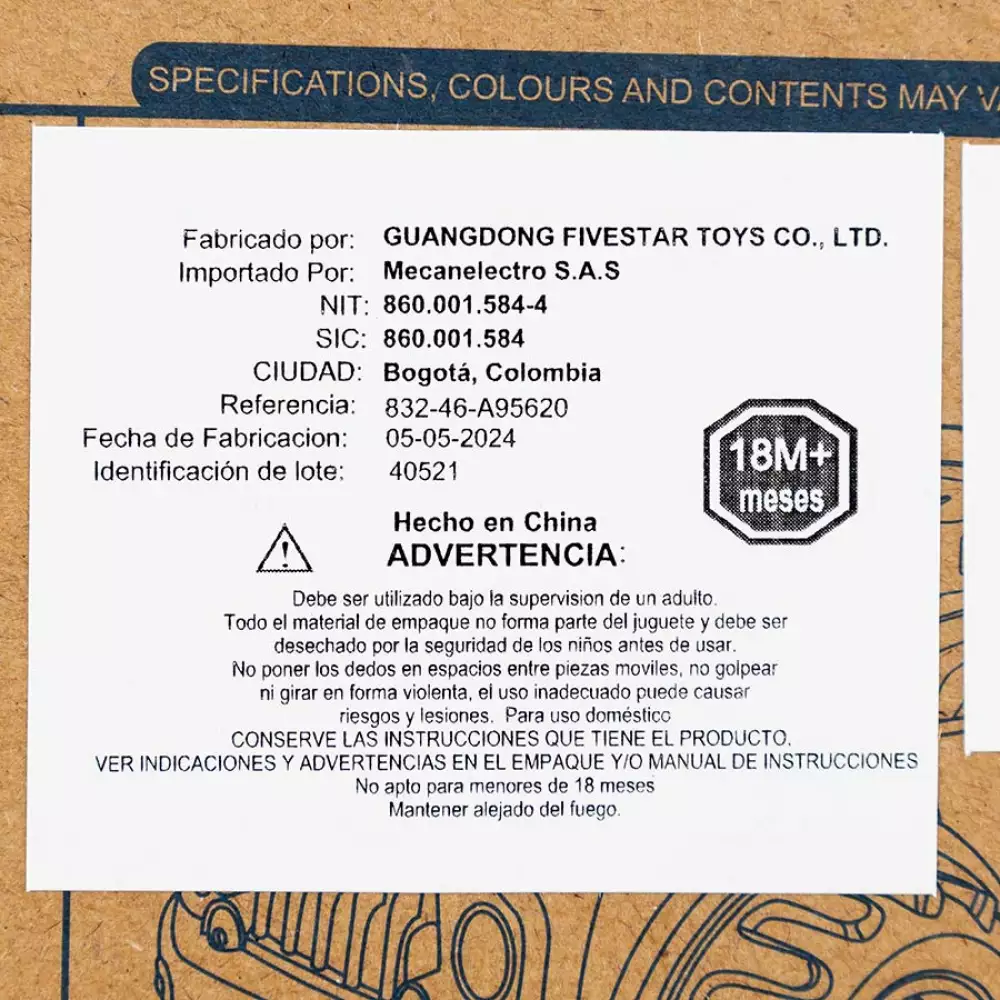 SPECIFICATIONS, COLOURS AND CONTENTS MAY
Fabricado por: GUANGDONG FIVESTAR TOYS CO., LTD.
Importado Por: Mecanelectro S.A.S
NIT: 860.001.584-4
SIC: 860.001.584
CIUDAD: Bogotá, Colombia
Referencia: 832-46-A95620
Fecha de Fabricacion: 05-05-2024
Identificación de lote: 40521
18M+
meses
Hecho en China
ADVERTENCIA:
Debe ser utilizado bajo la supervision de un adulto.
Todo el material de empaque no forma parte del juguete y debe ser
desechado por la seguridad de los niños antes de usar.
No poner los dedos en espacios entre piezas moviles, no golpear
ni girar en forma violenta, el uso inadecuado puede causar
riesgos y lesiones. Para uso doméstico
CONSERVE LAS INSTRUCCIONES QUE TIENE EL PRODUCTO.
VER INDICACIONES Y ADVERTENCIAS EN EL EMPAQUE Y/O MANUAL DE INSTRUCCIONES
No apto para menores de 18 meses
Mantener alejado del fuego.